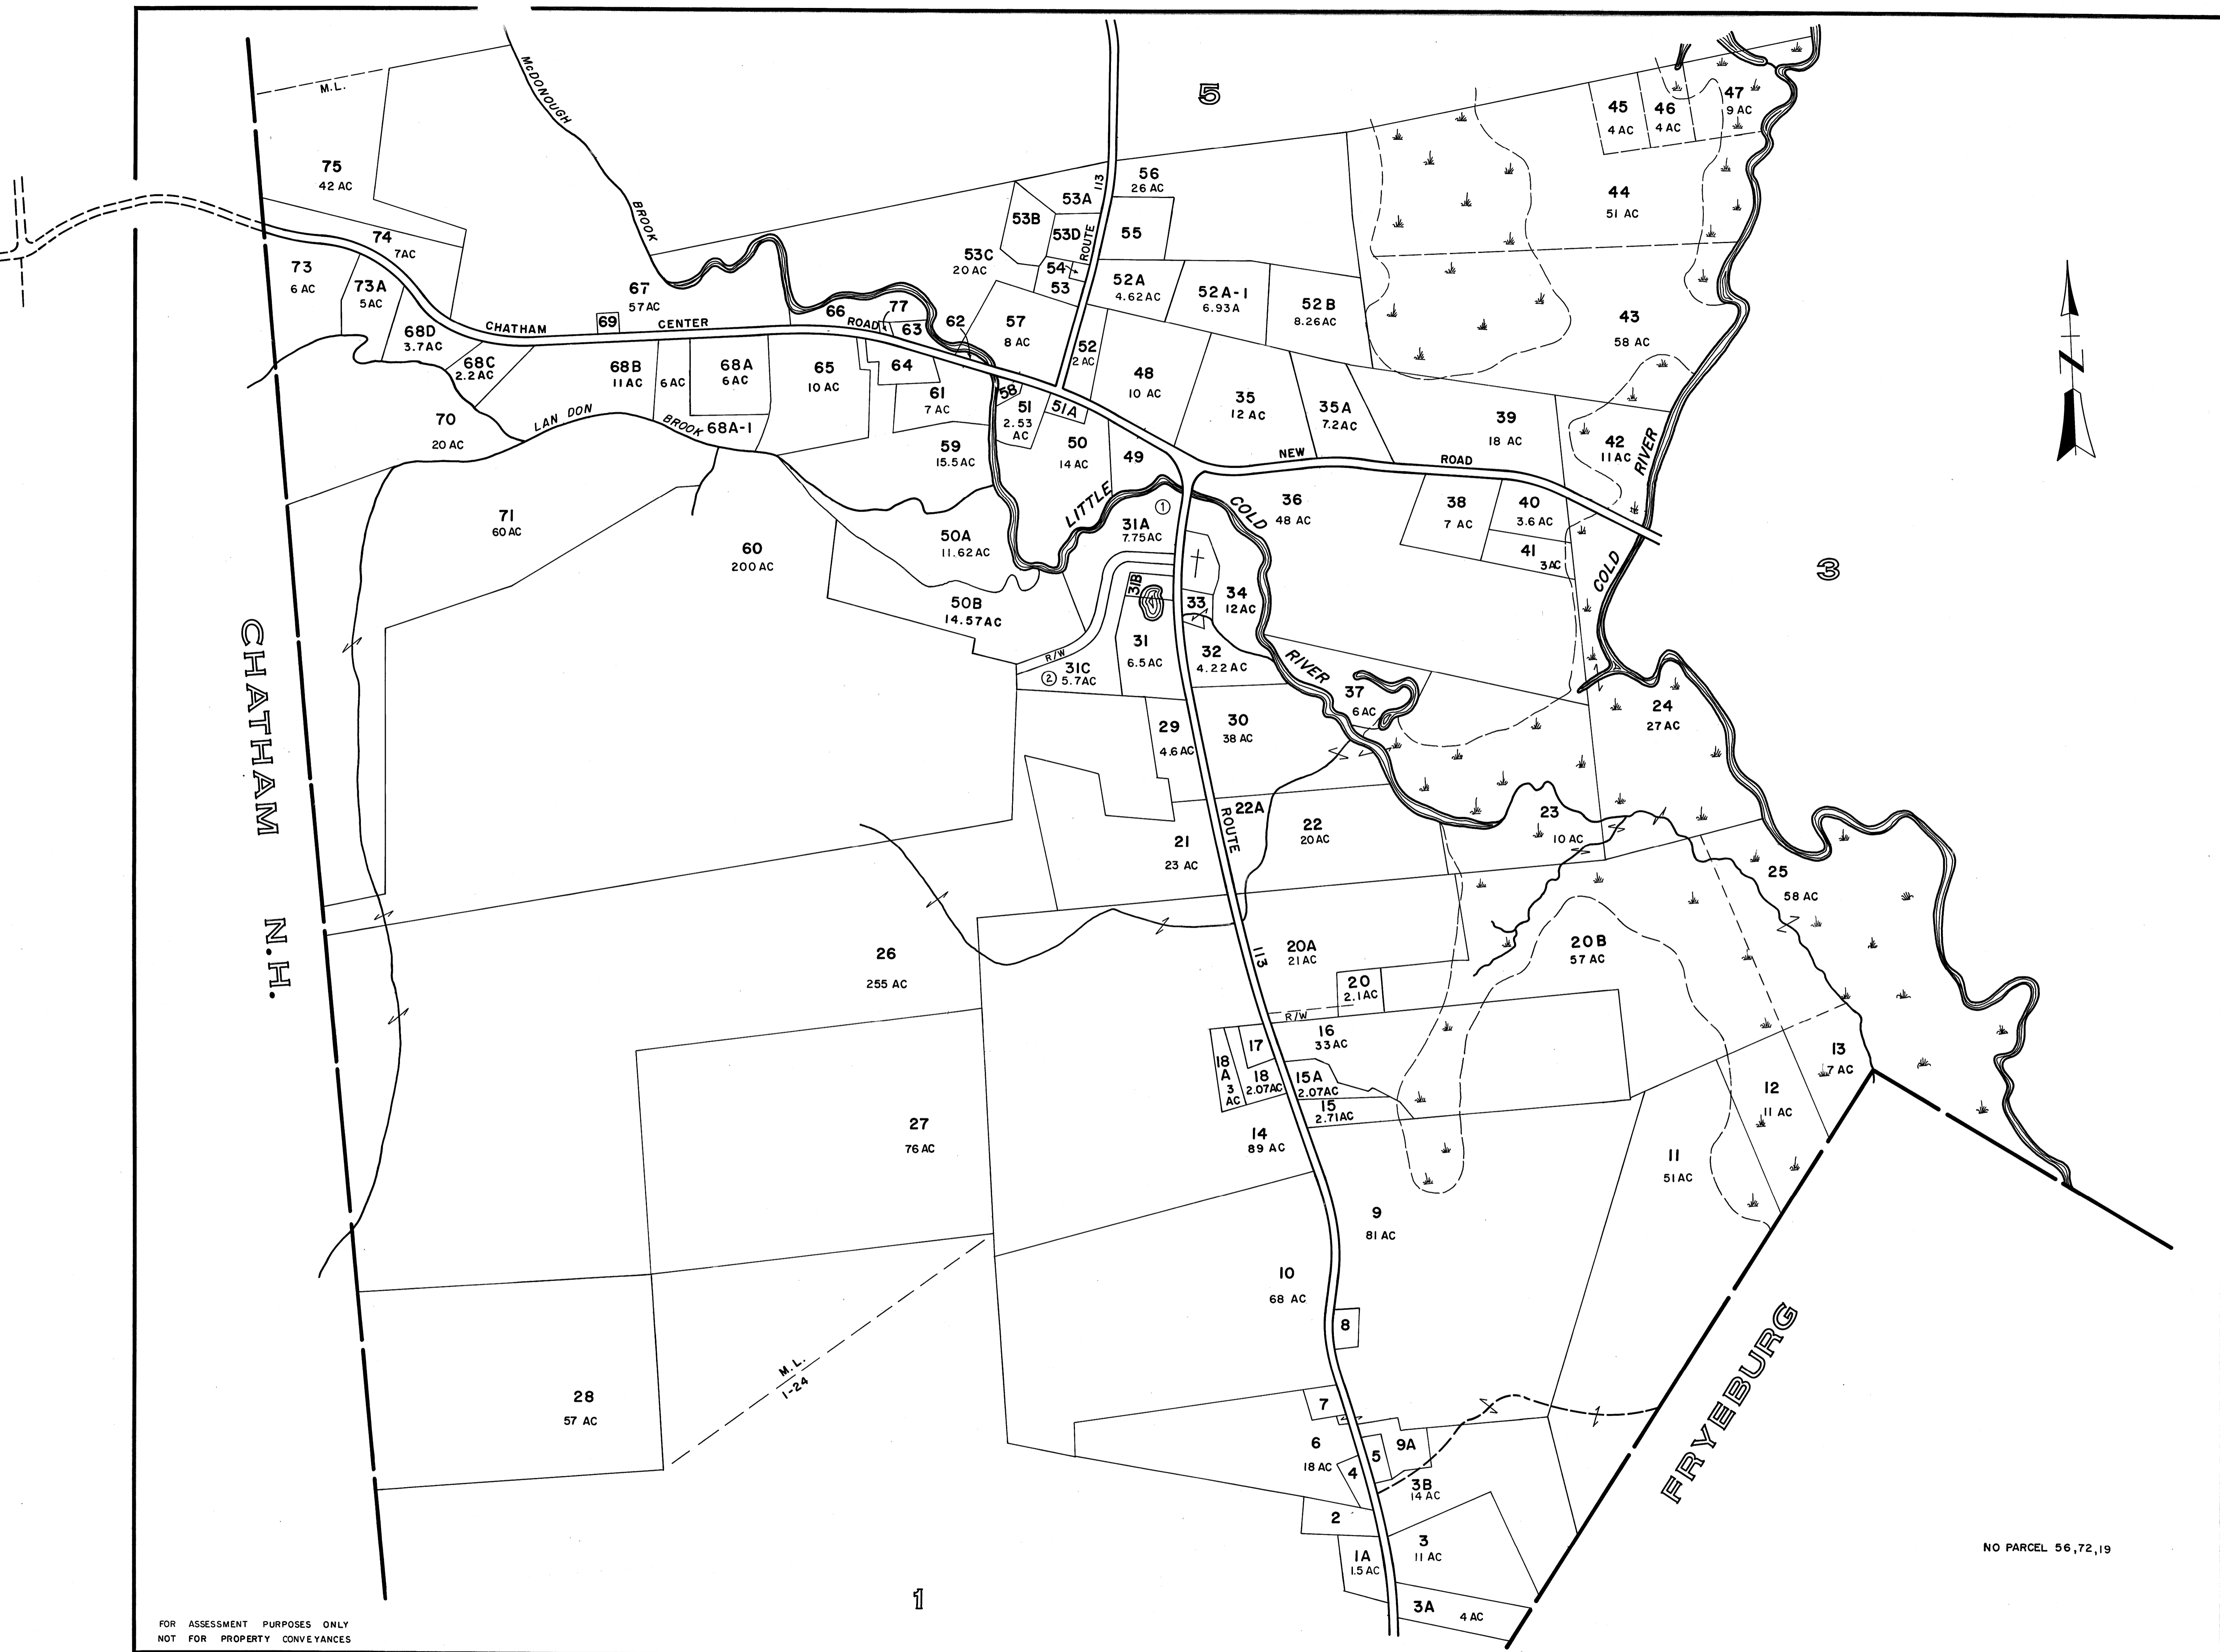 McDONOUGH
BROOK
M.L.
5
75
42 AC
74
7AC
73
6 AC
73A
5AC
68D
3.7AC
68C
2.2AC
67
57AC
69
CHATHAM CENTER ROAD
66
77
63
62
64
53A
53B
53C
20 AC
53D
54
53
ROUTE 113
56
26 AC
55
52A
4.62AC
52A-1
6.93A
52B
8.26AC
57
8 AC
52
2 AC
45
4 AC
46
4 AC
47
9 AC
44
51 AC
43
58 AC
N
68B
11AC
6 AC
68A
6AC
68A-1
65
10 AC
61
7 AC
58
51
2.53
AC
51A
48
10 AC
35
12 AC
35A
7.2AC
39
18 AC
42
11AC
COLD RIVER
70
20 AC
LAN DON
BROOK
59
15.5AC
50
14 AC
49
NEW ROAD
71
60AC
60
200AC
50A
11.62AC
LITTLE COLD RIVER
1
31A
7.75AC
36
48 AC
38
7 AC
40
3.6 AC
41
3AC
3
50B
14.57AC
31B
33
34
12AC
R/W
31C
2
5.7AC
31
6.5AC
32
4.22AC
37
6AC
24
27AC
CHATHAM N.H.
29
4.6AC
30
38 AC
ROUTE
22A
22
20AC
21
23 AC
23
10 AC
25
58 AC
26
255 AC
113
20A
21AC
20
2.1AC
20B
57 AC
R/W
16
33AC
17
18
A
3
AC
18
2.07AC
15A
2.07AC
15
2.71AC
13
7 AC
12
11 AC
27
76AC
14
89 AC
11
51AC
9
81 AC
10
68 AC
8
M.L.
1-24
28
57 AC
7
6
18AC
5
9A
4
3B
14AC
2
3
11 AC
1A
1.5 AC
3A
4 AC
FRYEBURG
NO PARCEL 56,72,19
1
FOR ASSESSMENT PURPOSES ONLY
NOT FOR PROPERTY CONVEYANCES